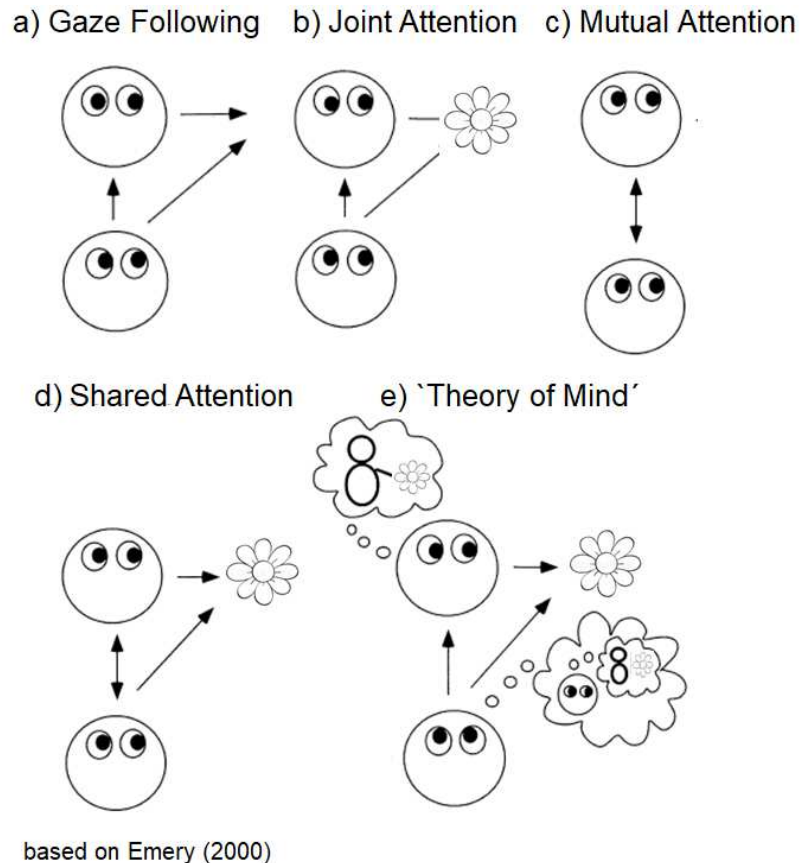 a) Gaze Following b) Joint Attention c) Mutual Attention
d) Shared Attention e) `Theory of Mind´
based on Emery (2000)